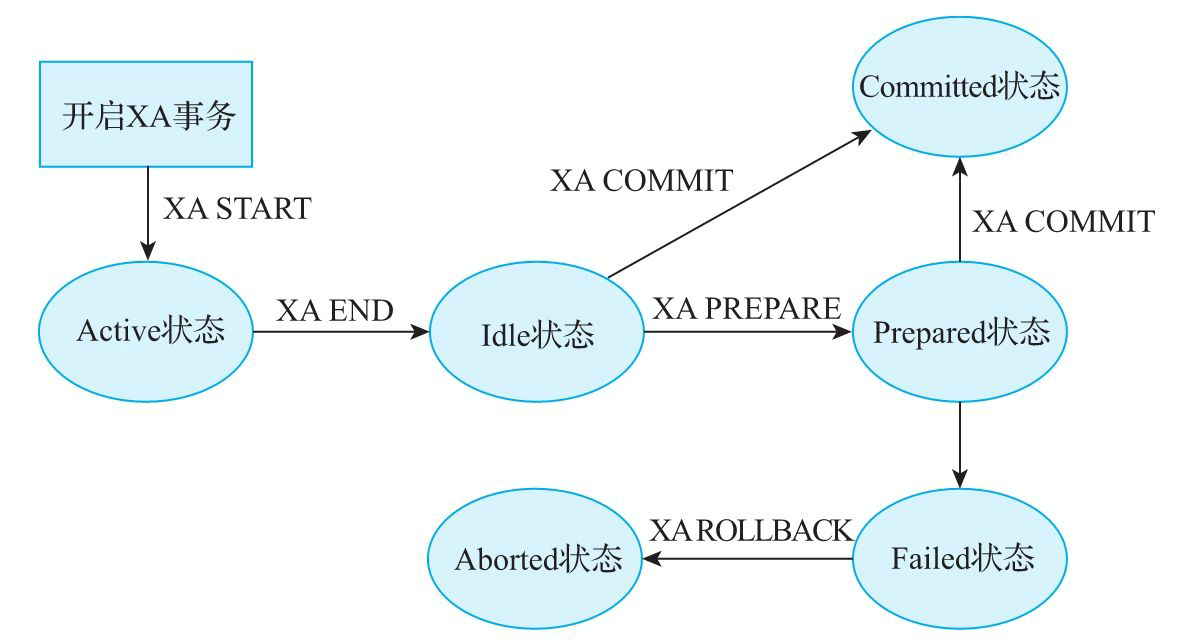 Committed状态
开启XA事务
XA COMMIT
XA START
XA COMMIT
XA END
XA PREPARE
Active状态
Idle状态
Prepared状态
XA ROLLBACK
Aborted状态
Failed状态